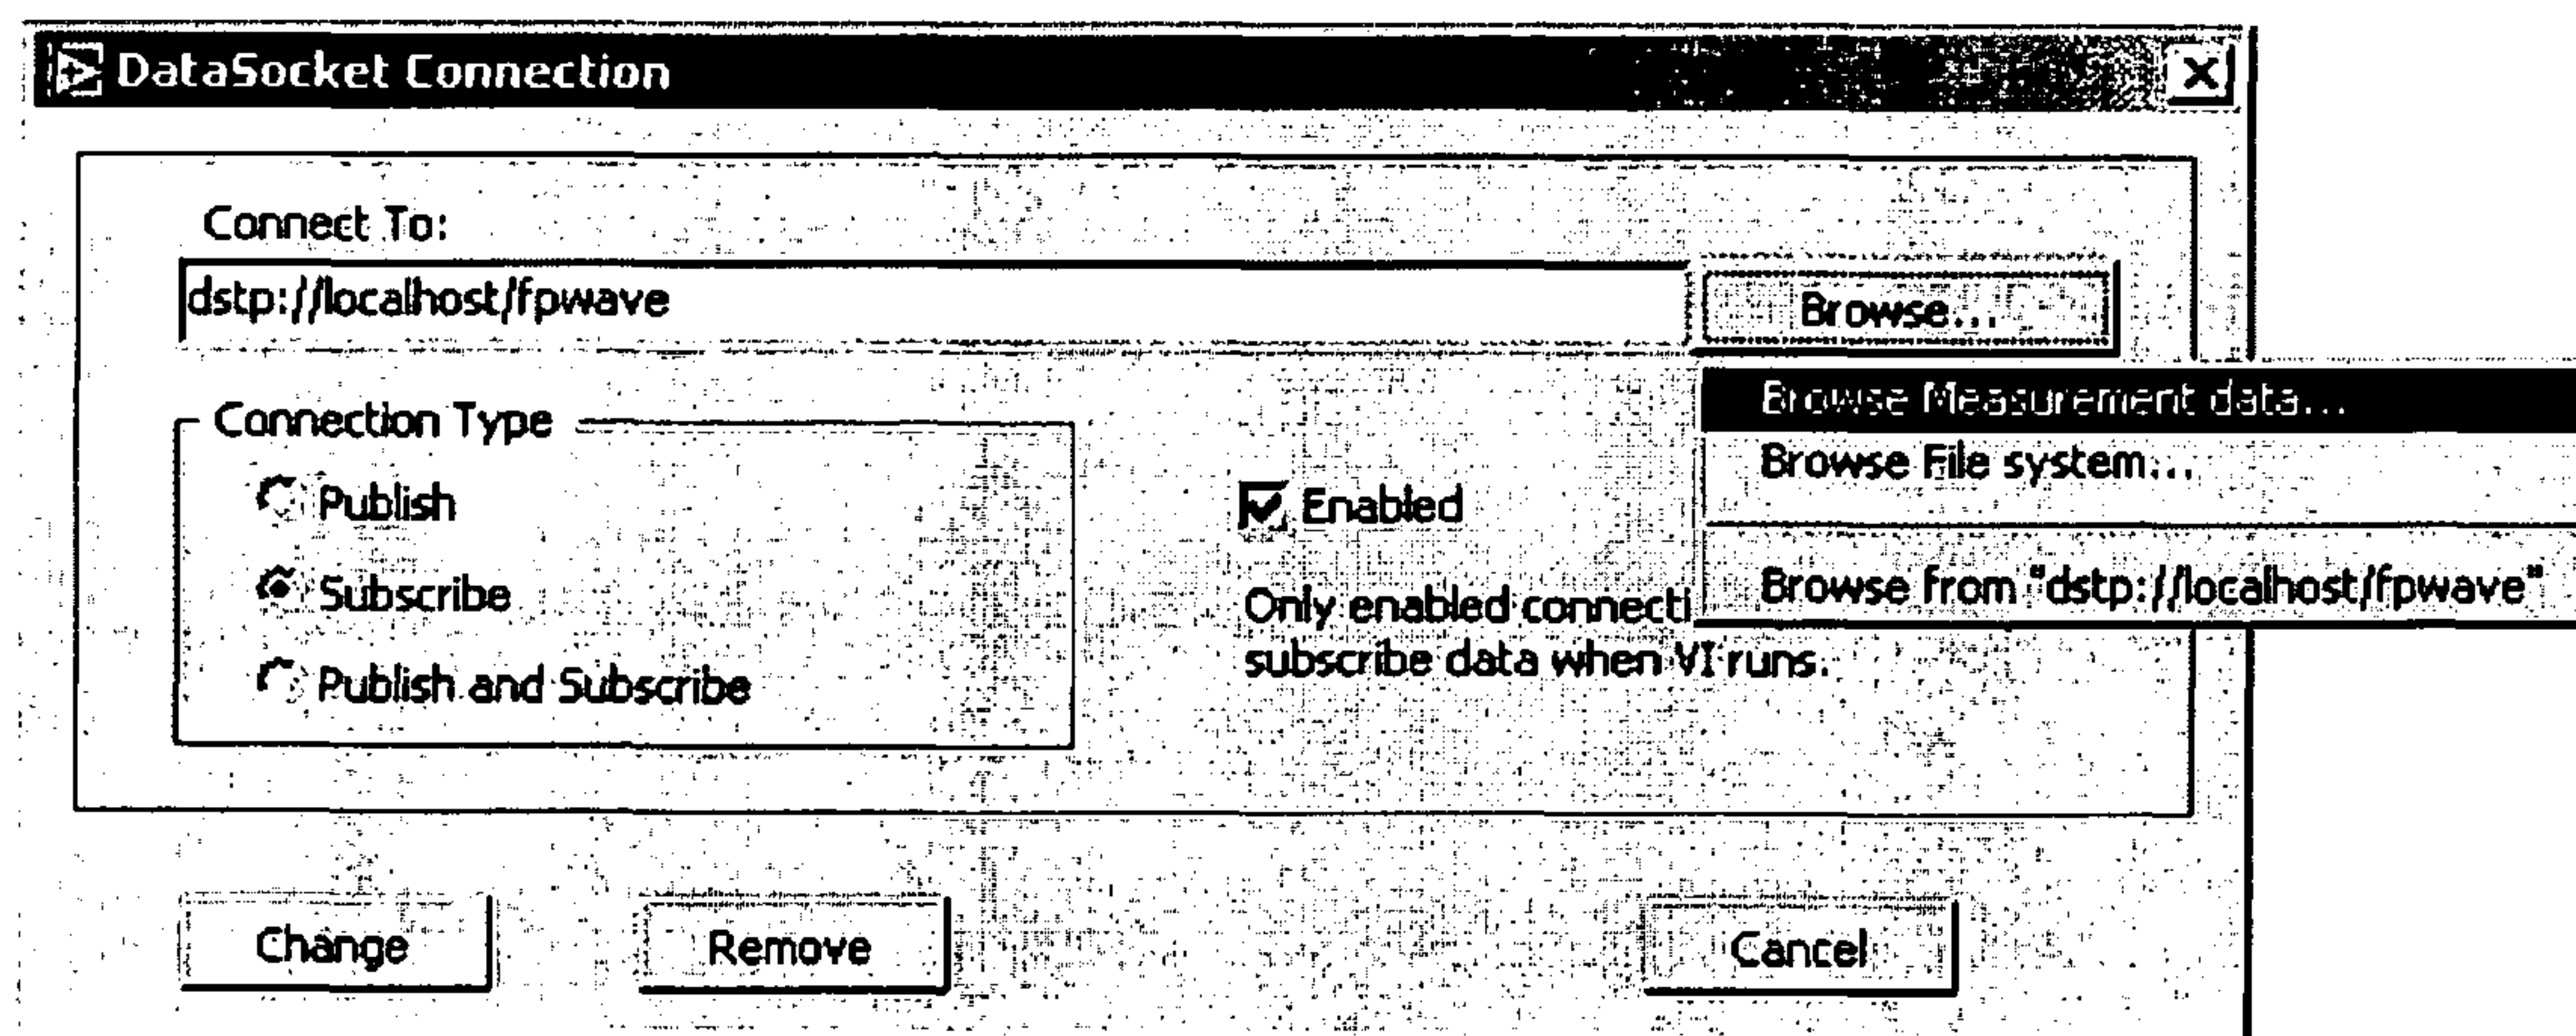 DataSocket Connection
Connect To:
dstp://localhost/fpwave
Browse...
Browse Measurement data...
Browse File system...
Browse from "dstp://localhost/fpwave"
Connection Type
Publish
Subscribe
Publish and Subscribe
Enabled
Only enabled connecti
subscribe data when VI runs.
Change
Remove
Cancel